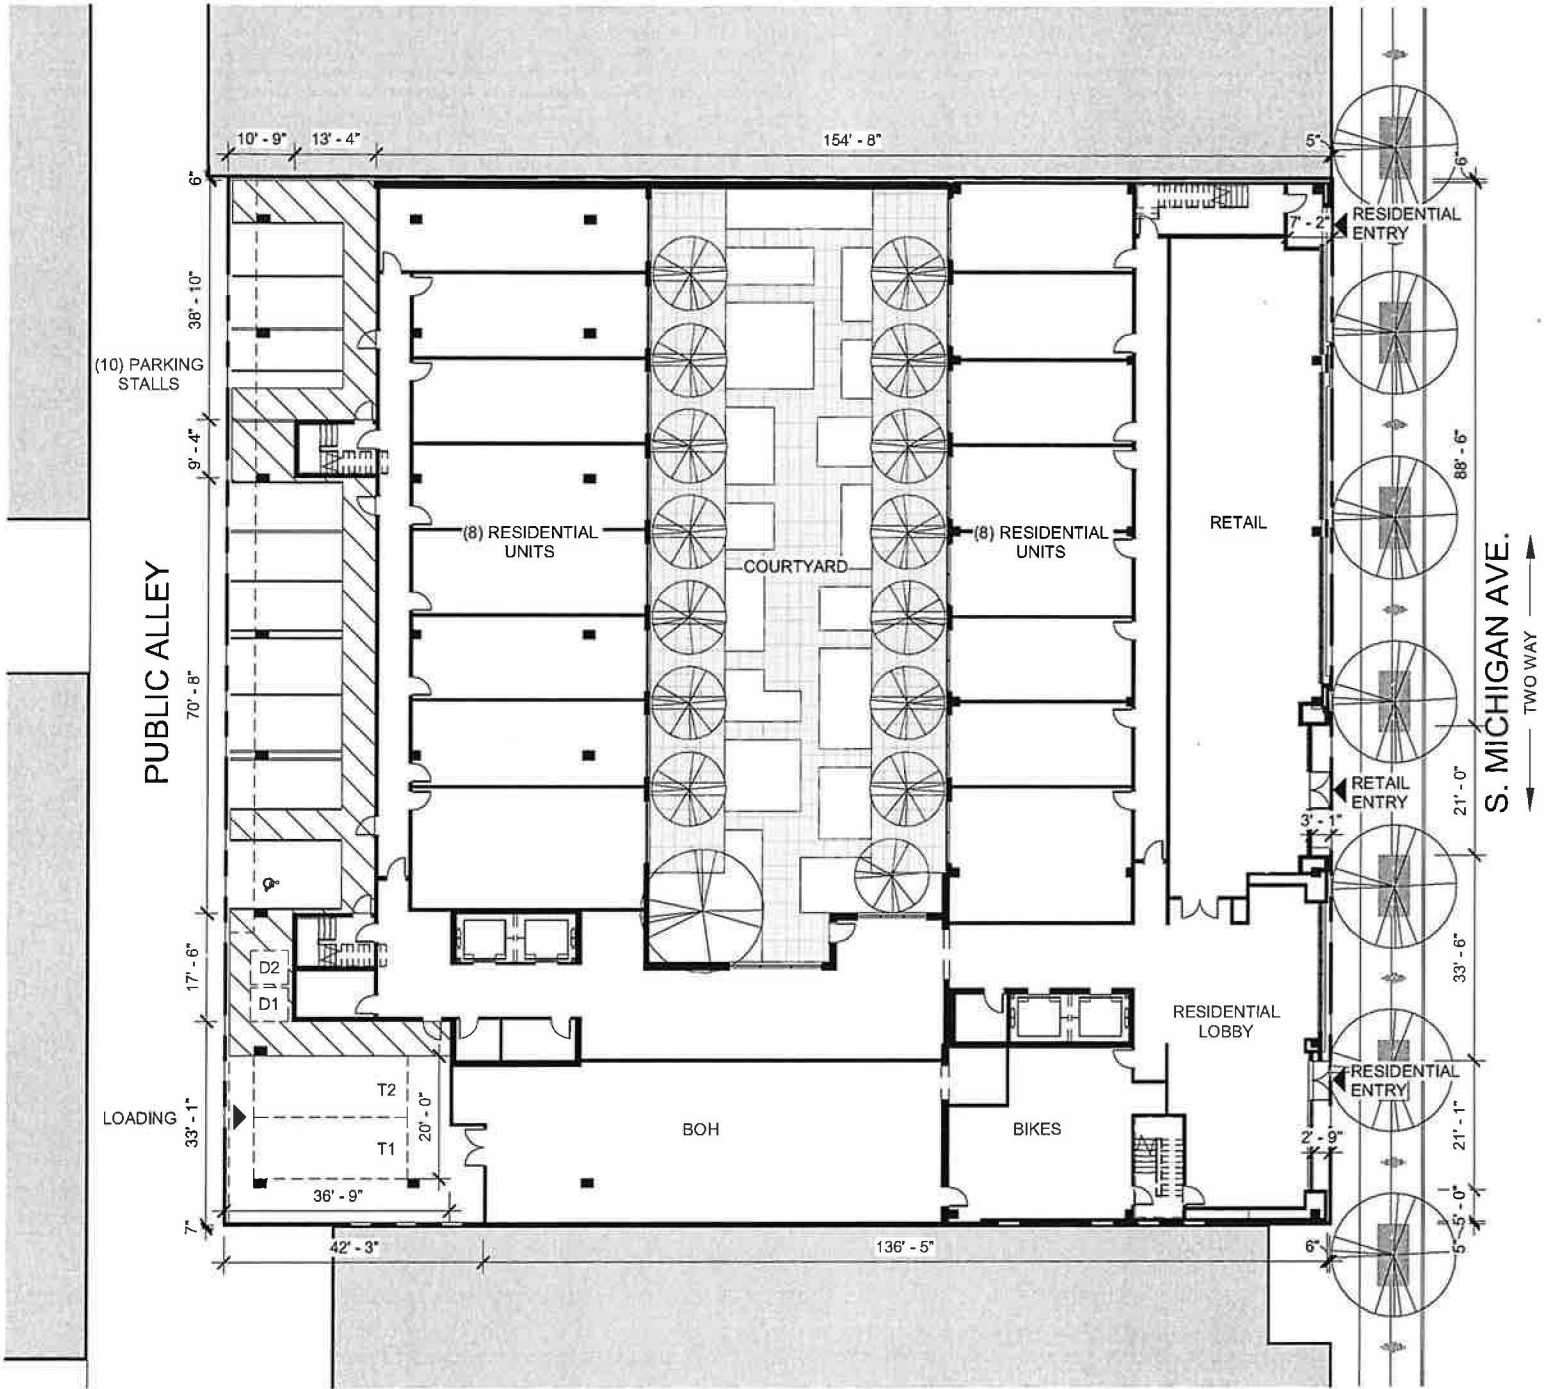 10' - 9"
13' - 4"
154' - 8"
5"
6"
6"
7' - 2"
RESIDENTIAL
ENTRY
38' - 10"
(10) PARKING
STALLS
9' - 4"
88' - 6"
RETAIL
(8) RESIDENTIAL
UNITS
(8) RESIDENTIAL
UNITS
COURTYARD
PUBLIC ALLEY
S. MICHIGAN AVE.
TWO WAY
70' - 8"
RETAIL
ENTRY
21' - 0"
3' - 1"
17' - 6"
D2
D1
33' - 6"
RESIDENTIAL
LOBBY
RESIDENTIAL
ENTRY
T2
LOADING
33' - 1"
20' - 0"
BOH
BIKES
T1
21' - 1"
2' - 9"
36' - 9"
5' - 0"
7"
5"
42' - 3"
136' - 5"
6"